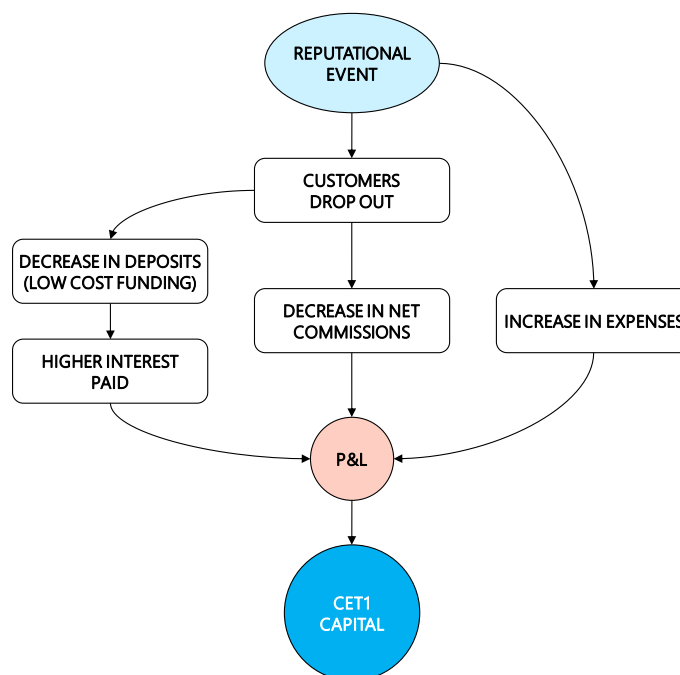 REPUTATIONAL
EVENT
CUSTOMERS
DROP OUT
DECREASE IN DEPOSITS
(LOW COST FUNDING)
DECREASE IN NET
COMMISSIONS
INCREASE IN EXPENSES
HIGHER INTEREST
PAID
P&L
CET1
CAPITAL